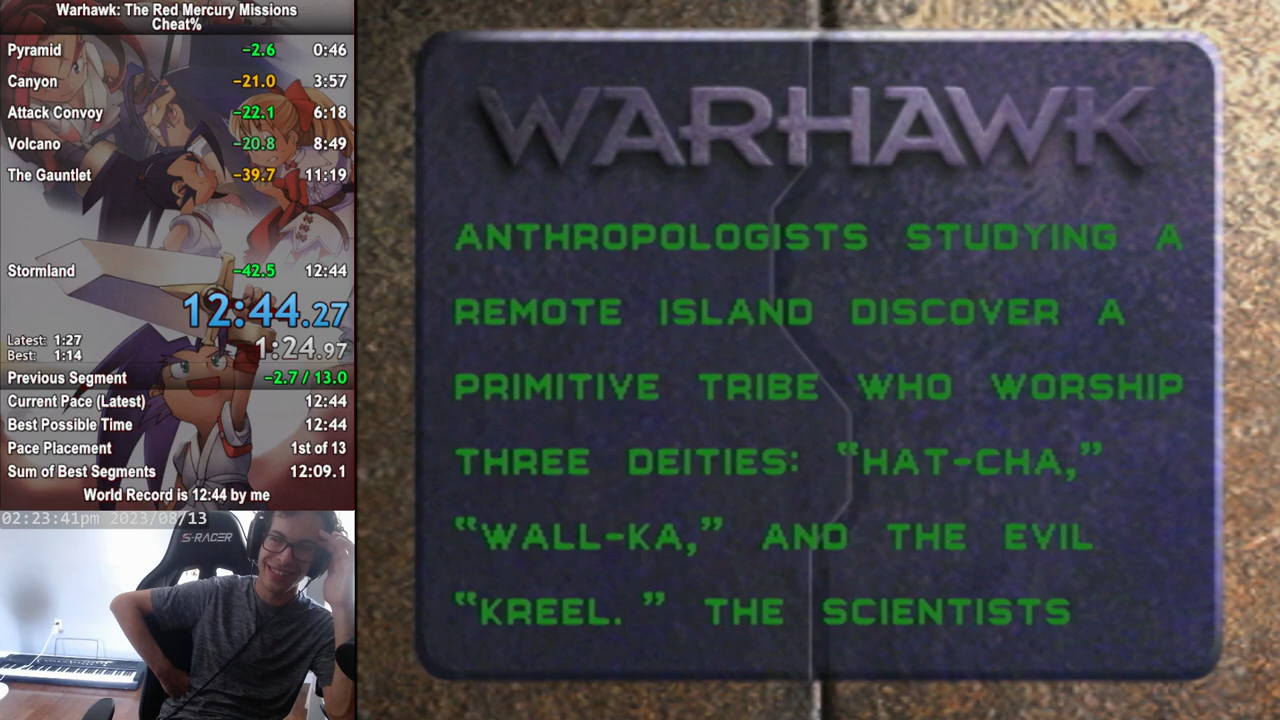 Warhawk: The Red Mercury Missions
Cheat%
Pyramid −2.6 0:46
Canyon −21.0 3:57
Attack Convoy −22.1 6:18
Volcano −20.8 8:49
The Gauntlet −39.7 11:19
Stormland −42.5 12:44
12:44.27
Latest: 1:27
Best: 1:14
1:24.97
Previous Segment −2.7 / 13.0
Current Pace (Latest) 12:44
Best Possible Time 12:44
Pace Placement 1st of 13
Sum of Best Segments 12:09.1
World Record is 12:44 by me
02:23:41pm 2023/08/13
S-RACER
WARHAWK
ANTHROPOLOGISTS STUDYING A
REMOTE ISLAND DISCOVER A
PRIMITIVE TRIBE WHO WORSHIP
THREE DEITIES: “HAT-CHA,”
“WALL-KA,” AND THE EVIL
“KREEL. ” THE SCIENTISTS